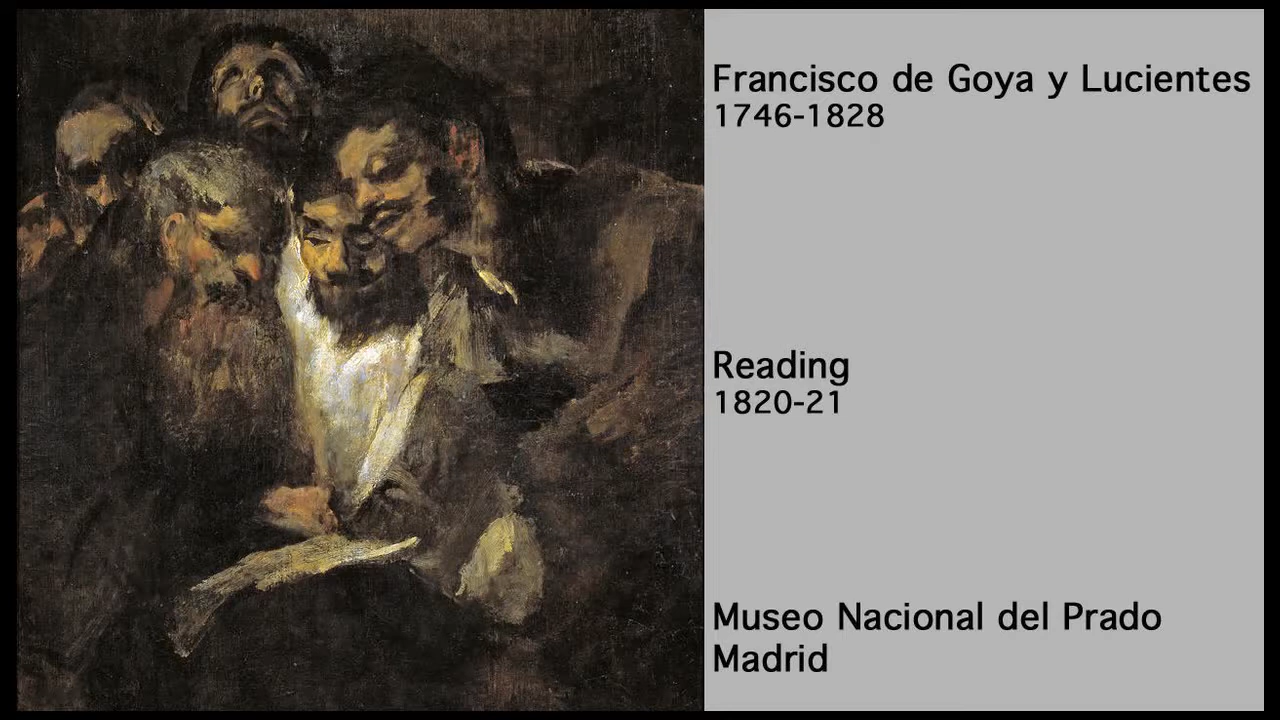 Francisco de Goya y Lucientes
1746-1828
Reading
1820-21
Museo Nacional del Prado
Madrid